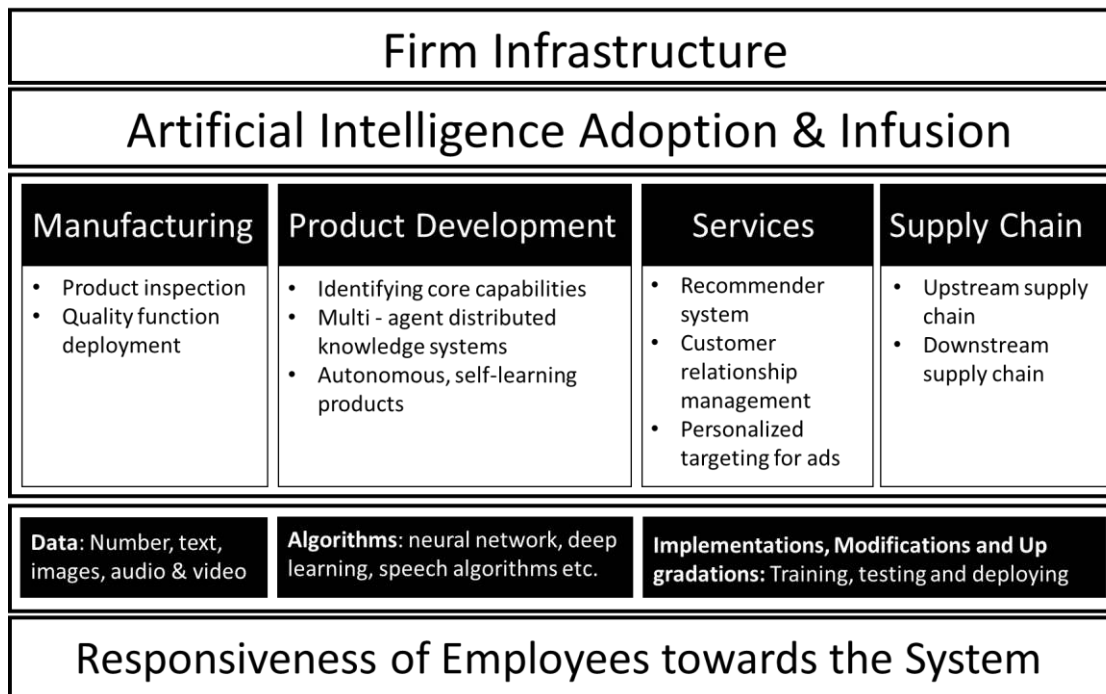 Firm Infrastructure
Artificial Intelligence Adoption & Infusion
Manufacturing
• Product inspection
• Quality function
deployment
Product Development
• Identifying core capabilities
• Multi - agent distributed
knowledge systems
• Autonomous, self-learning
products
Services
• Recommender
system
• Customer
relationship
management
• Personalized
targeting for ads
Supply Chain
• Upstream supply
chain
• Downstream
supply chain
Data: Number, text,
images, audio & video
Algorithms: neural network, deep
learning, speech algorithms etc.
Implementations, Modifications and Up
gradations: Training, testing and deploying
Responsiveness of Employees towards the System